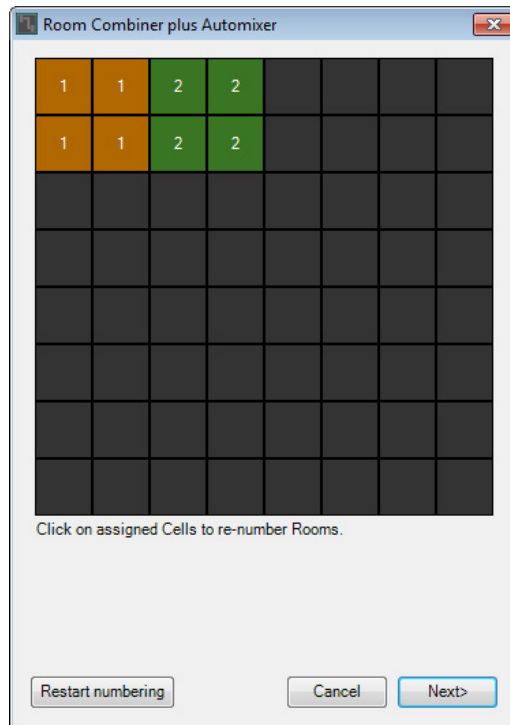 Room Combiner plus Automixer
1 1 2 2
1 1 2 2
Click on assigned Cells to re-number Rooms.
Restart numbering Cancel Next>